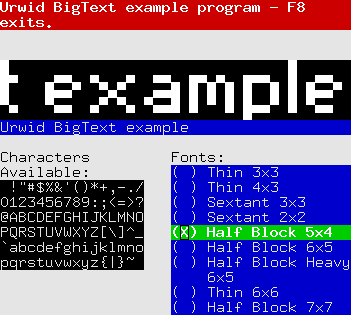 Urwid BigText example program - F8
exits.
t example
Urwid BigText example
Characters
Available:
 !"#$%&'()*+,-./
0123456789:;<=>?
@ABCDEFGHIJKLMNO
PQRSTUVWXYZ[\]^_
`abcdefghijklmno
pqrstuvwxyz{|}~
Fonts:
( ) Thin 3x3
( ) Thin 4x3
( ) Sextant 3x3
( ) Sextant 2x2
(X) Half Block 5x4
( ) Half Block 6x5
( ) Half Block Heavy
6x5
( ) Thin 6x6
( ) Half Block 7x7